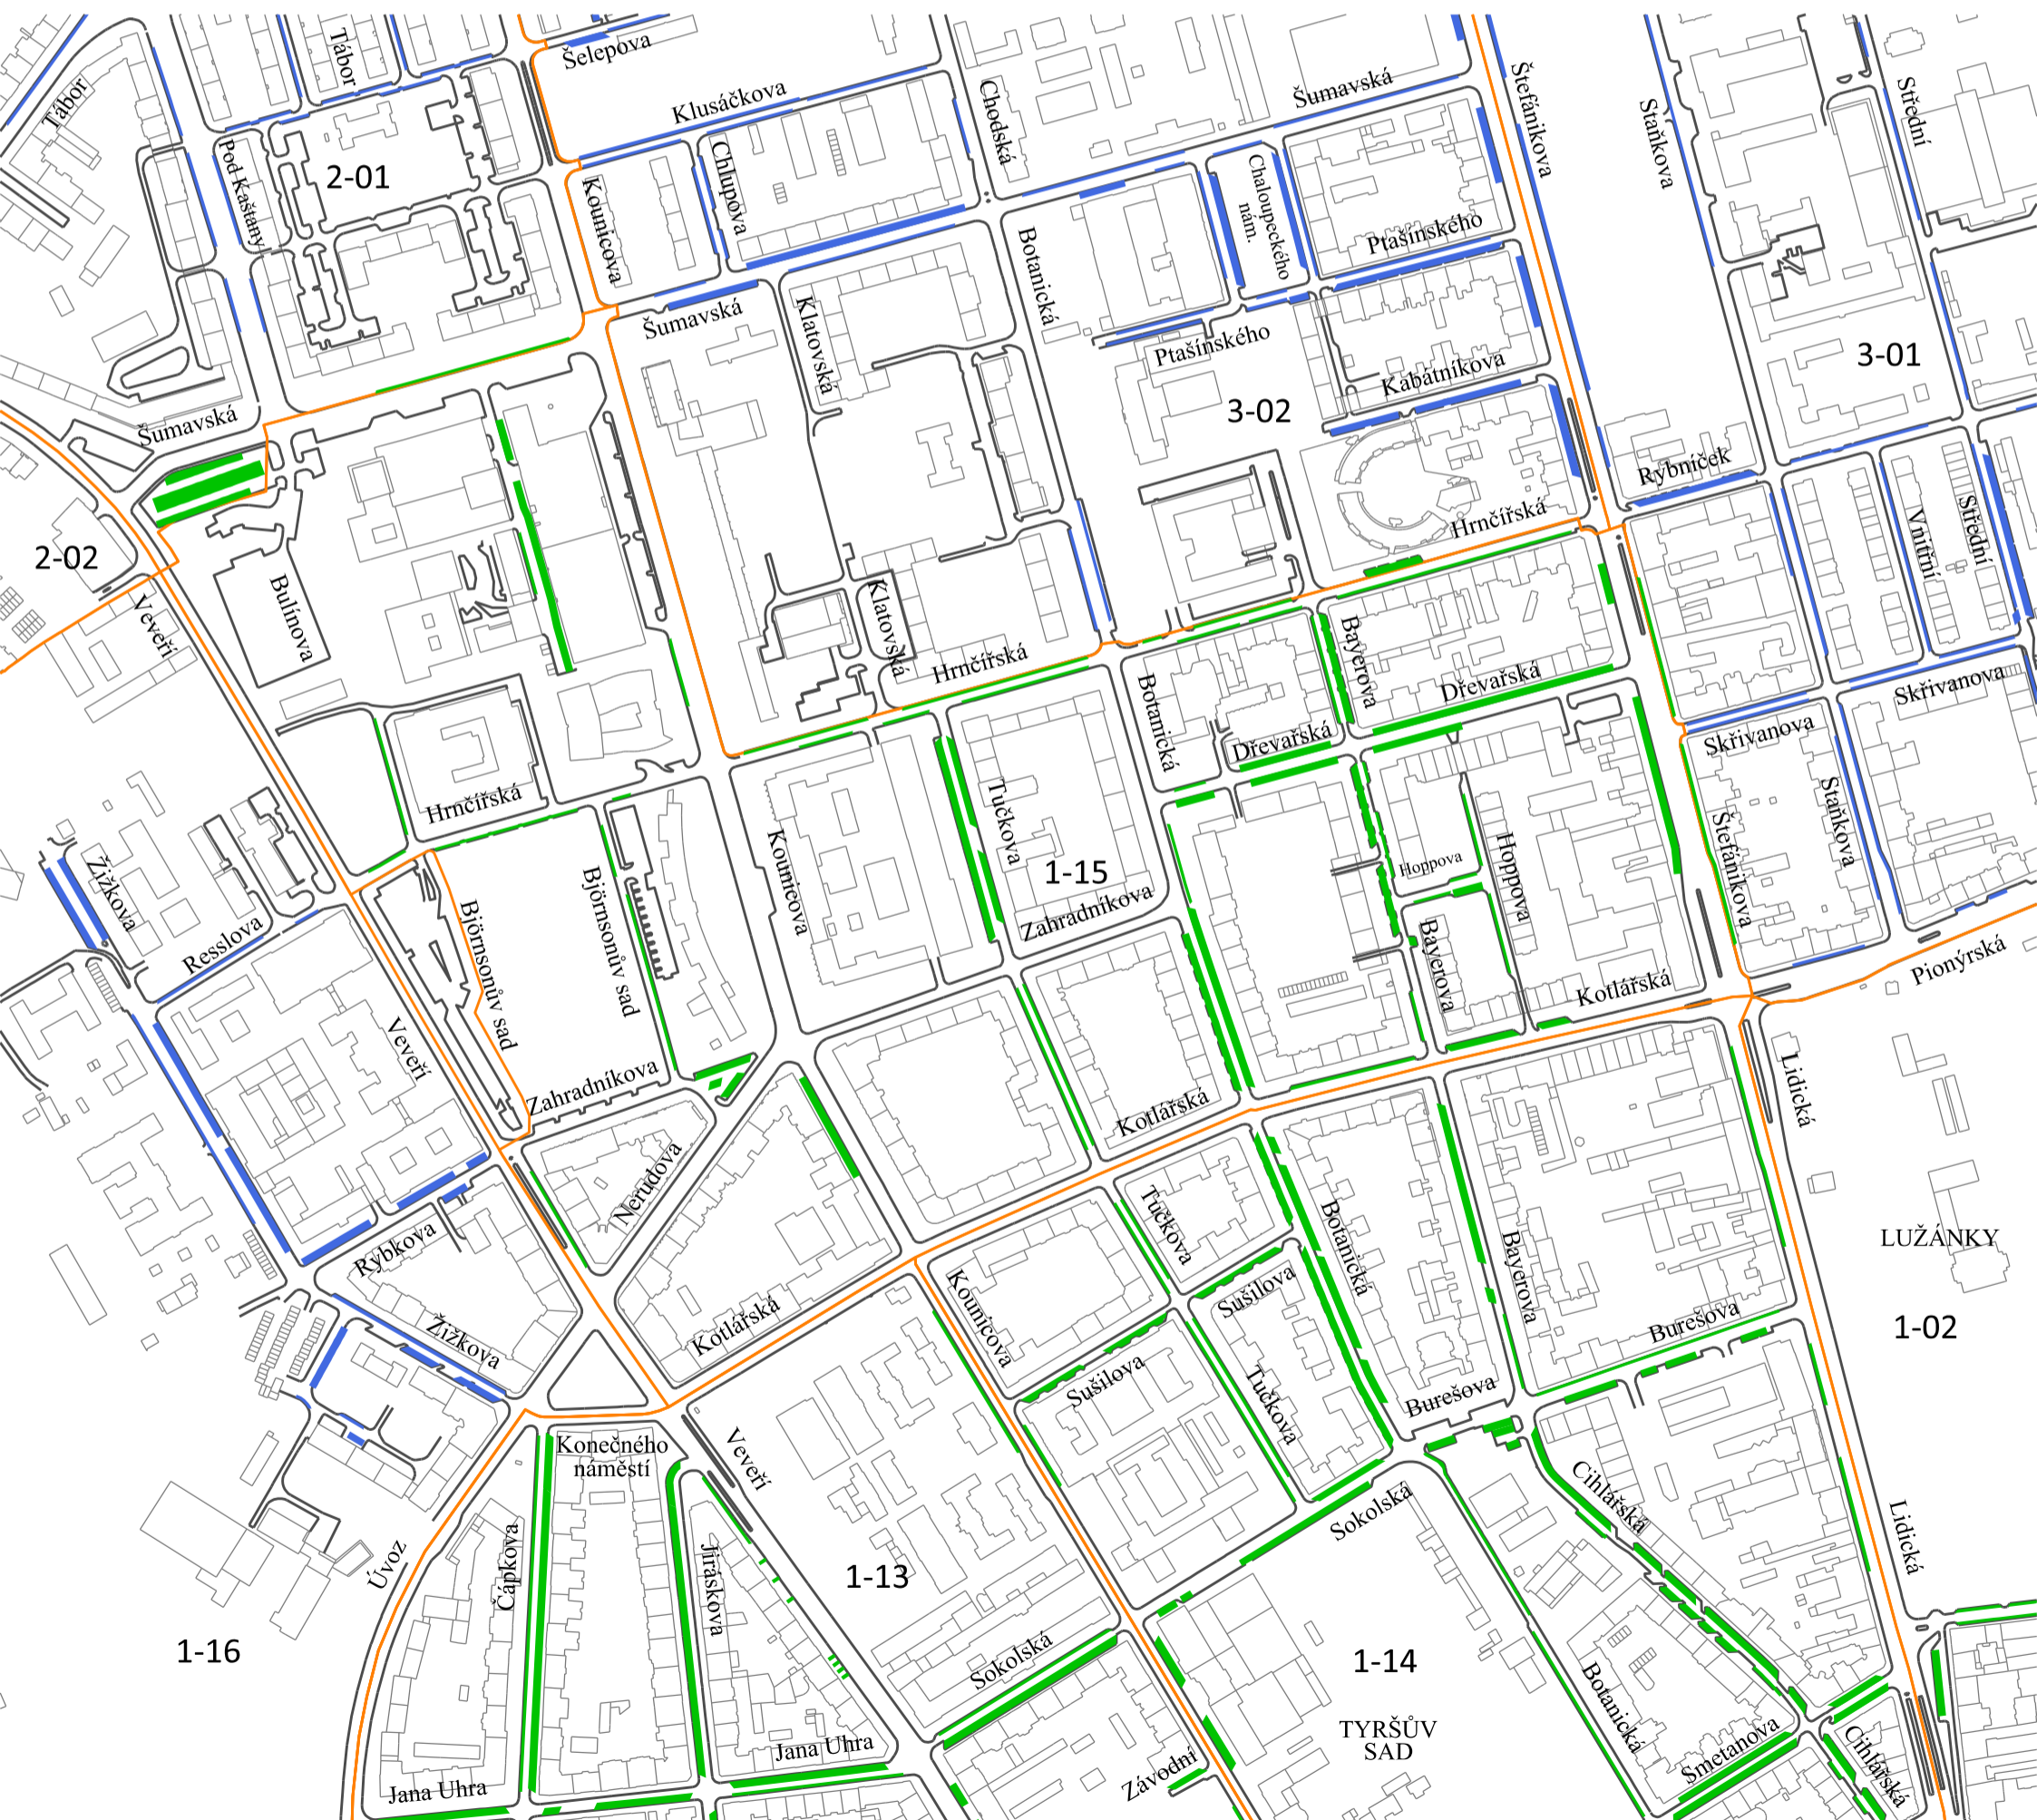 Šelepova
Tábor
Tábor
Klusáčkova
Chodská
Šumavská
Štefánikova
Staňkova
Střední
Pod Kaštany
2-01
Kounicova
Chlupova
Chaloupeckého
nám.
Ptašínského
Botanická
Šumavská
Klatovská
Ptašínského
Kabátníkova
3-01
3-02
Šumavská
Rybníček
Hrnčířská
Vnitřní
Střední
2-02
Bulínova
Veveří
Klatovská
Hrnčířská
Bayerova
Dřevařská
Botanická
Dřevařská
Skřivanova
Skřivanova
Hrnčířská
Tučkova
Kounicova
1-15
Hoppova
Hoppova
Štefánikova
Staňkova
Žižkova
Resslova
Björnsonův sad
Björnsonův sad
Zahradníkova
Bayerova
Kotlářská
Pionýrská
Veveří
Zahradníkova
Kotlářská
Lidická
Nerudova
Rybkova
Tučkova
Botanická
Bayerova
LUŽÁNKY
Žižkova
Kotlářská
Kounicova
Sušilova
Sušilova
Burešova
1-02
Tučkova
Burešova
Konečného
náměstí
Veveří
Sokolská
Cihlářská
Lidická
Úvoz
Čápkova
Jiráskova
1-13
1-16
Sokolská
1-14
Botanická
TYRŠŮV
SAD
Jana Uhra
Jana Uhra
Závodní
Smetanova
Cihlářská